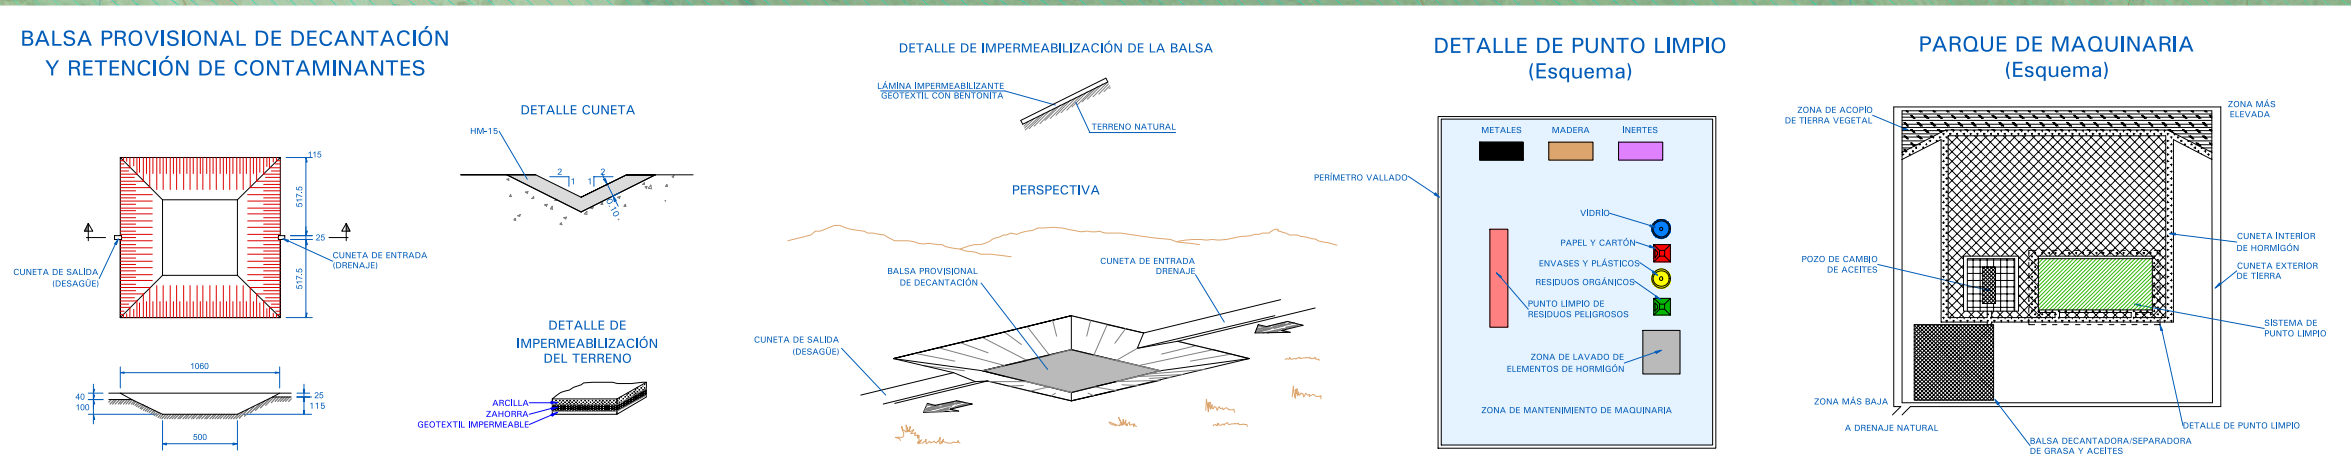 BALSA PROVISIONAL DE DECANTACIÓN
Y RETENCIÓN DE CONTAMINANTES
115
517.5
25
517.5
CUNETA DE SALIDA
(DESAGÜE)
CUNETA DE ENTRADA
(DRENAJE)
1060
40
100
25
115
500
DETALLE CUNETA
HM-15
2
1
1
2
0.10
DETALLE DE
IMPERMEABILIZACIÓN
DEL TERRENO
ARCILLA
ZAHORRA
GEOTEXTIL IMPERMEABLE
DETALLE DE IMPERMEABILIZACIÓN DE LA BALSA
LÁMINA IMPERMEABILIZANTE
GEOTEXTIL CON BENTONITA
TERRENO NATURAL
PERSPECTIVA
BALSA PROVISIONAL
DE DECANTACIÓN
CUNETA DE ENTRADA
DRENAJE
CUNETA DE SALIDA
(DESAGÜE)
DETALLE DE PUNTO LIMPIO
(Esquema)
METALES
MADERA
INERTES
PERÍMETRO VALLADO
VIDRIO
PAPEL Y CARTÓN
ENVASES Y PLÁSTICOS
RESIDUOS ORGÁNICOS
PUNTO LIMPIO DE
RESIDUOS PELIGROSOS
ZONA DE LAVADO DE
ELEMENTOS DE HORMIGÓN
ZONA DE MANTENIMIENTO DE MAQUINARIA
PARQUE DE MAQUINARIA
(Esquema)
ZONA DE ACOPIO
DE TIERRA VEGETAL
ZONA MÁS
ELEVADA
POZO DE CAMBIO
DE ACEITES
CUNETA INTERIOR
DE HORMIGÓN
CUNETA EXTERIOR
DE TIERRA
SISTEMA DE
PUNTO LIMPIO
ZONA MÁS BAJA
A DRENAJE NATURAL
DETALLE DE PUNTO LIMPIO
BALSA DECANTADORA/SEPARADORA
DE GRASA Y ACEITES